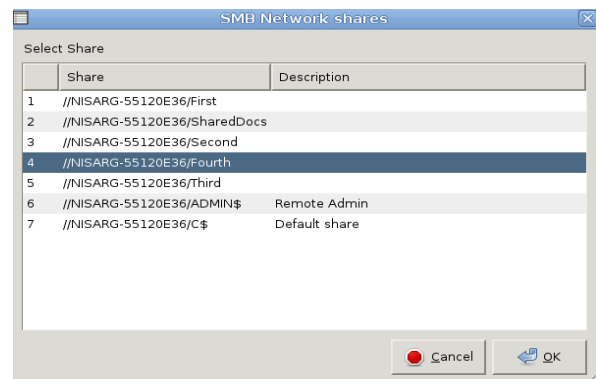 SMB Network shares
Select Share
Share Description
1 //NISARG-55120E36/First
2 //NISARG-55120E36/SharedDocs
3 //NISARG-55120E36/Second
4 //NISARG-55120E36/Fourth
5 //NISARG-55120E36/Third
6 //NISARG-55120E36/ADMIN$ Remote Admin
7 //NISARG-55120E36/C$ Default share
Cancel OK